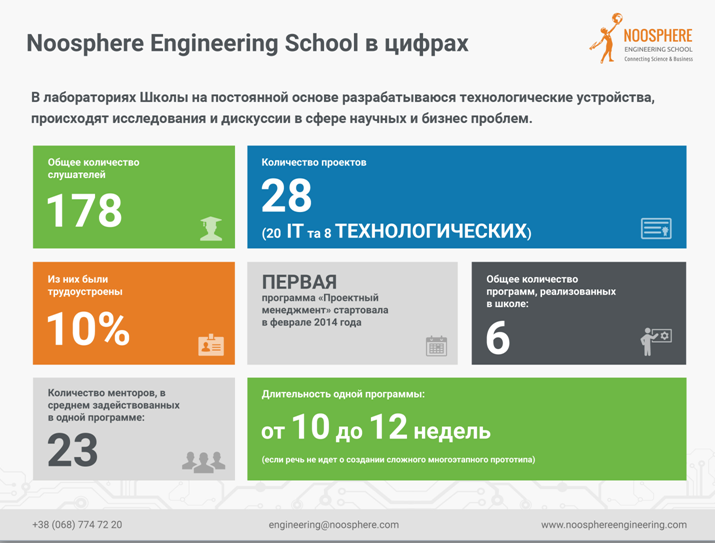 Noosphere Engineering School в цифрах
NOOSPHERE
ENGINEERING SCHOOL
Connecting Science & Business
В лабораториях Школы на постоянной основе разрабатываюся технологические устройства,
происходят исследования и дискуссии в сфере научных и бизнес проблем.
Общее количество
слушателей
178
Количество проектов
28
(20 IT та 8 ТЕХНОЛОГИЧЕСКИХ)
Из них были
трудоустроены
10%
ПЕРВАЯ
программа «Проектный
менеджмент» стартовала
в феврале 2014 года
Общее количество
программ, реализованных
в школе:
6
Количество менторов, в
среднем задействованных
в одной программе:
23
Длительность одной программы:
от 10 до 12 недель
(если речь не идет о создании сложного многоэтапного прототипа)
+38 (068) 774 72 20
engineering@noosphere.com
www.noosphereengineering.com